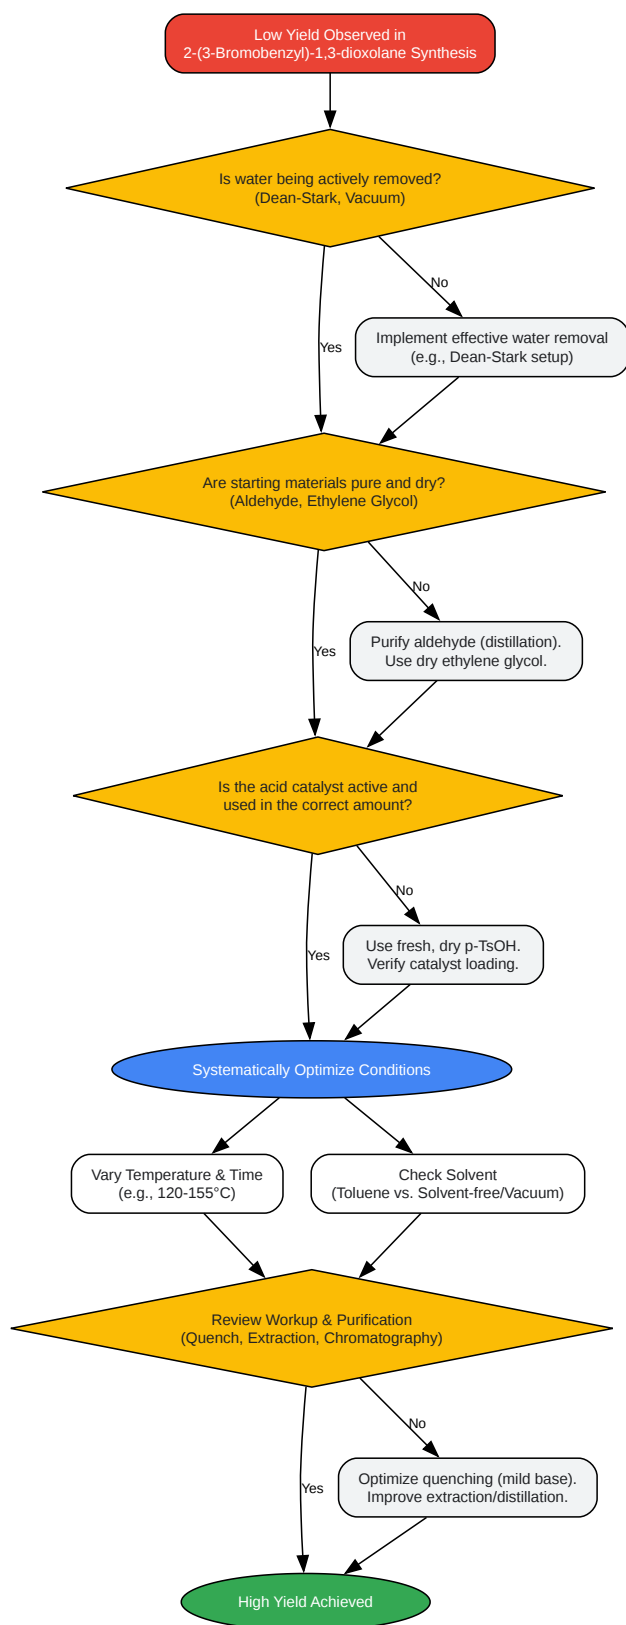 Low Yield Observed in
2-(3-Bromobenzyl)-1,3-dioxolane Synthesis
Is water being actively removed?
(Dean-Stark, Vacuum)
No
Yes
Implement effective water removal
(e.g., Dean-Stark setup)
Are starting materials pure and dry?
(Aldehyde, Ethylene Glycol)
No
Yes
Purify aldehyde (distillation).
Use dry ethylene glycol.
Is the acid catalyst active and
used in the correct amount?
No
Yes
Use fresh, dry p-TsOH.
Verify catalyst loading.
Systematically Optimize Conditions
Vary Temperature & Time
(e.g., 120-155°C)
Check Solvent
(Toluene vs. Solvent-free/Vacuum)
Review Workup & Purification
(Quench, Extraction, Chromatography)
No
Yes
Optimize quenching (mild base).
Improve extraction/distillation.
High Yield Achieved